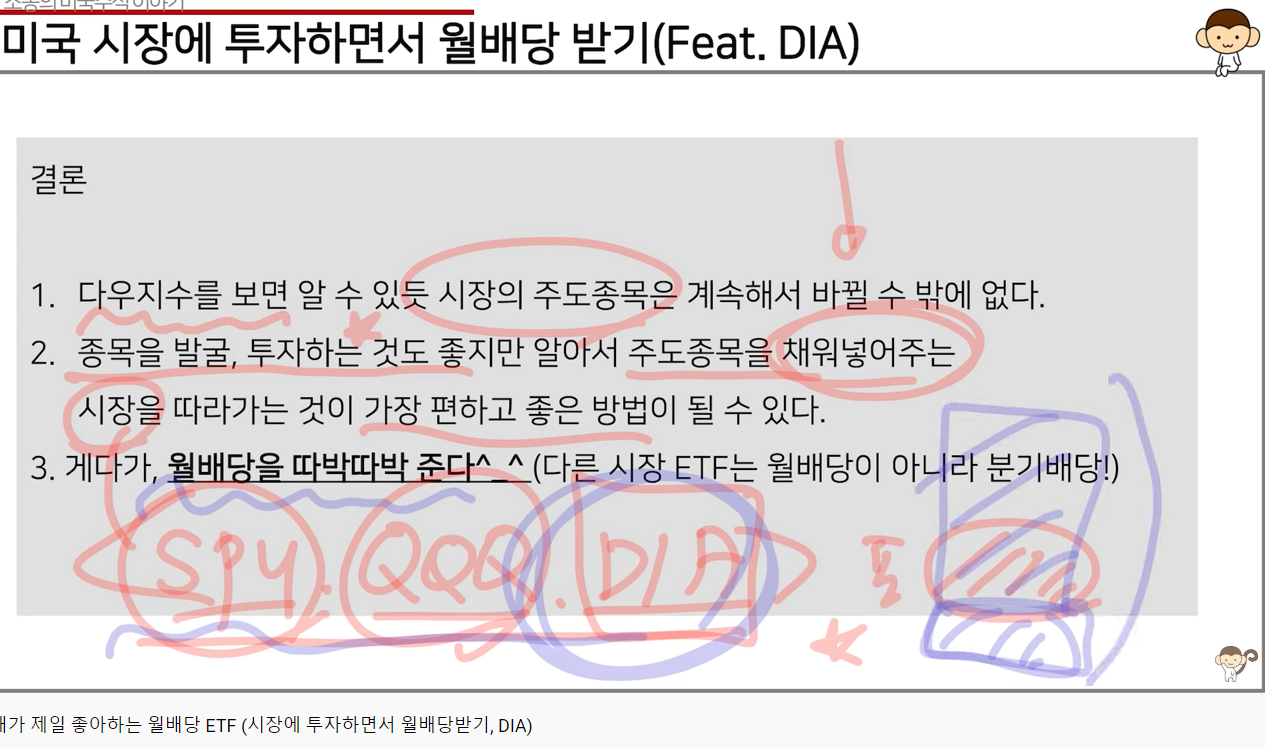 미국 시장에 투자하면서 월배당 받기(Feat. DIA)
결론
1. 다우지수를 보면 알 수 있듯 시장의 주도종목은 계속해서 바뀔 수 밖에 없다.
2. 종목을 발굴, 투자하는 것도 좋지만 알아서 주도종목을 채워넣어주는
시장을 따라가는 것이 가장 편하고 좋은 방법이 될 수 있다.
3. 게다가, 월배당을 따박따박 준다^_^ (다른 시장 ETF는 월배당이 아니라 분기배당!)
SPY. QQQ. DIA
제일 좋아하는 월배당 ETF (시장에 투자하면서 월배당받기, DIA)